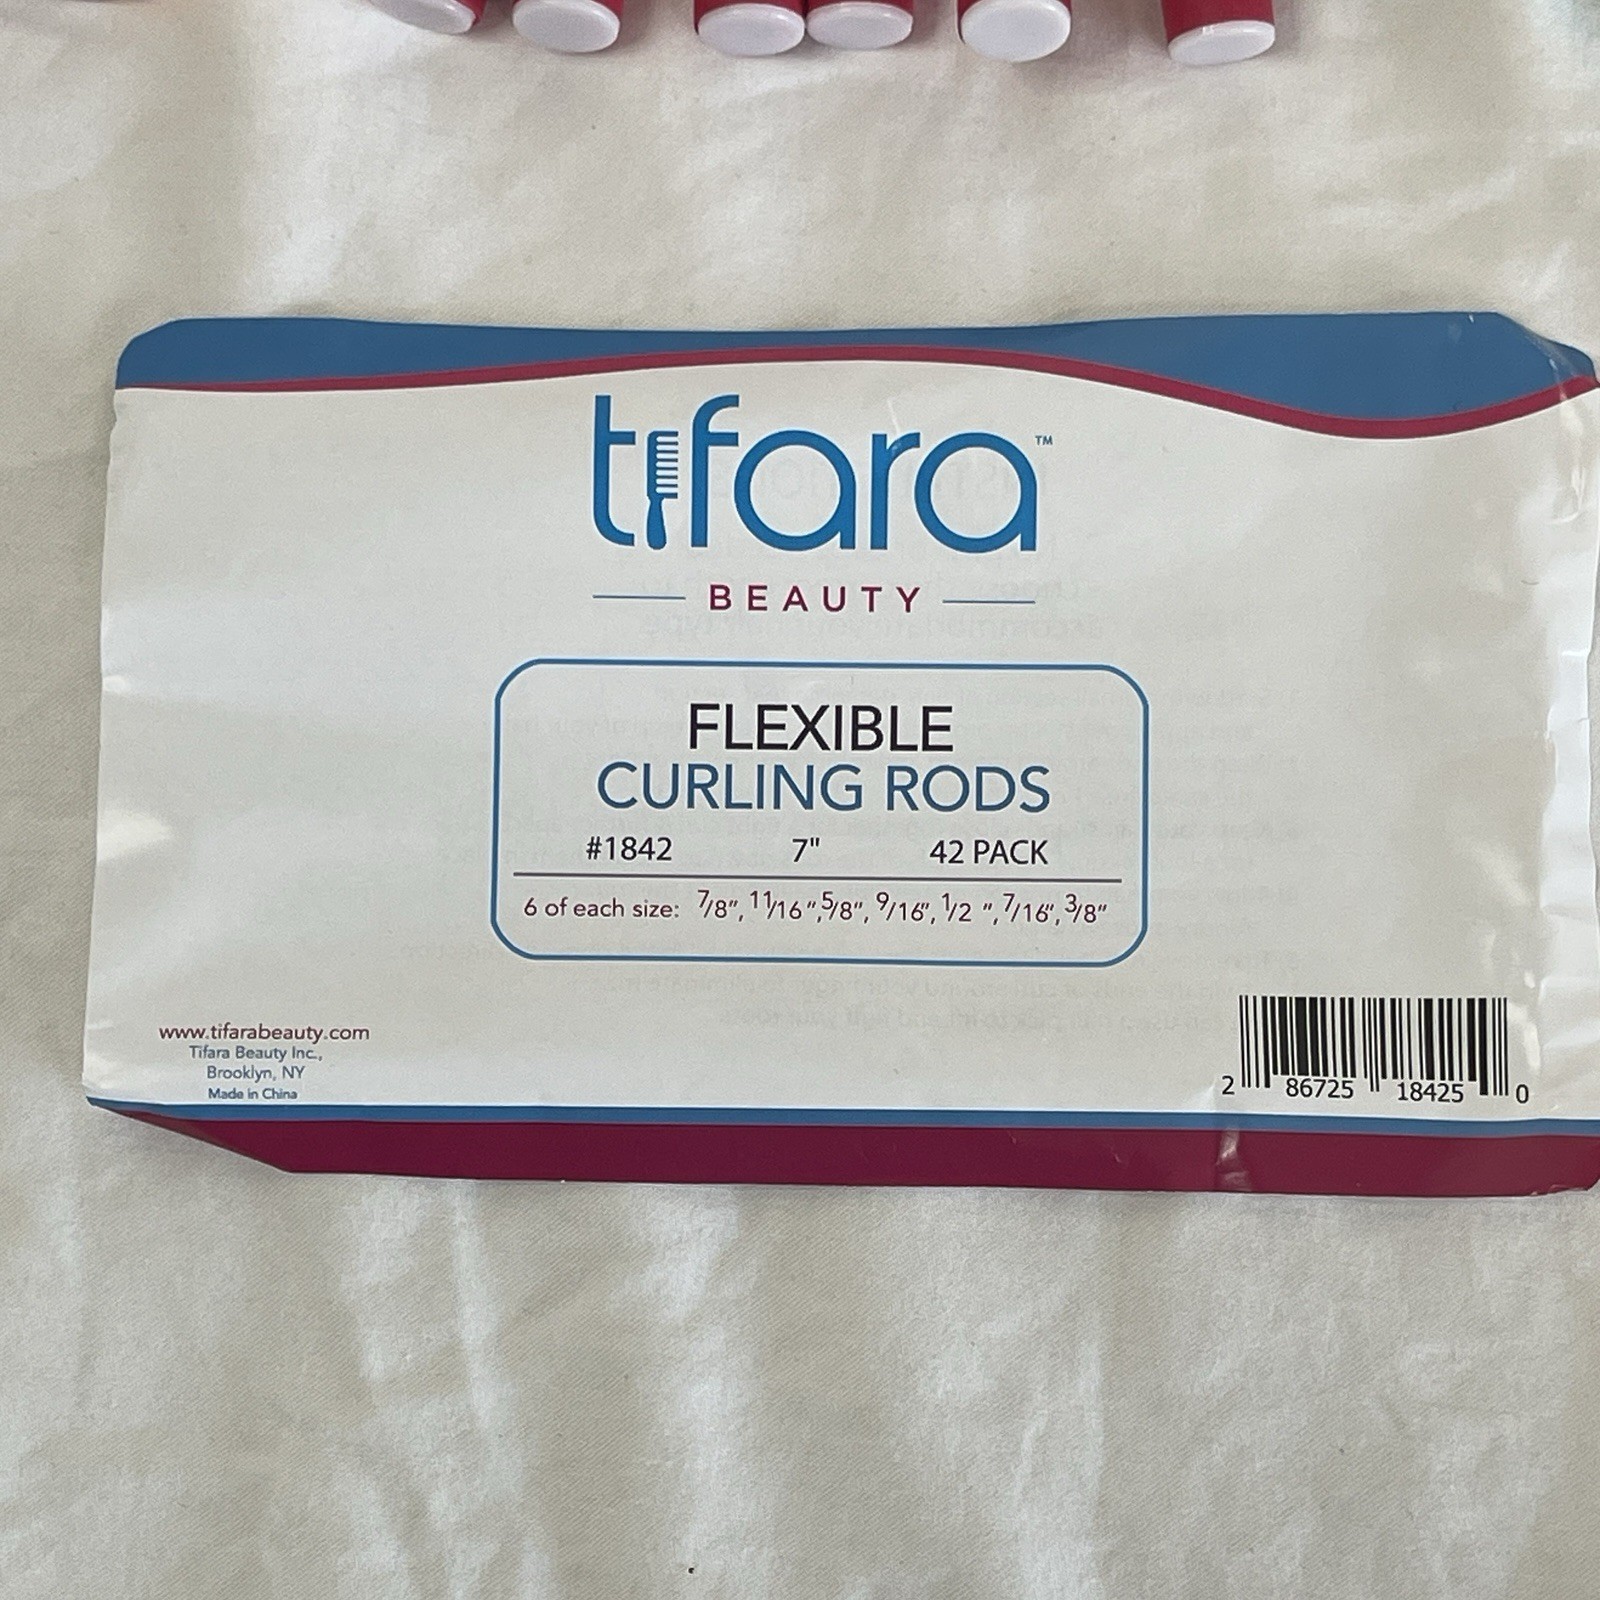 tifara™
BEAUTY
FLEXIBLE
CURLING RODS
#1842 7" 42 PACK
6 of each size: 7/8", 11/16", 5/8", 9/16", 1/2 ", 7/16", 3/8"
www.tifarabeauty.com
Tifara Beauty Inc.,
Brooklyn, NY
Made in China
2 86725 18425 0